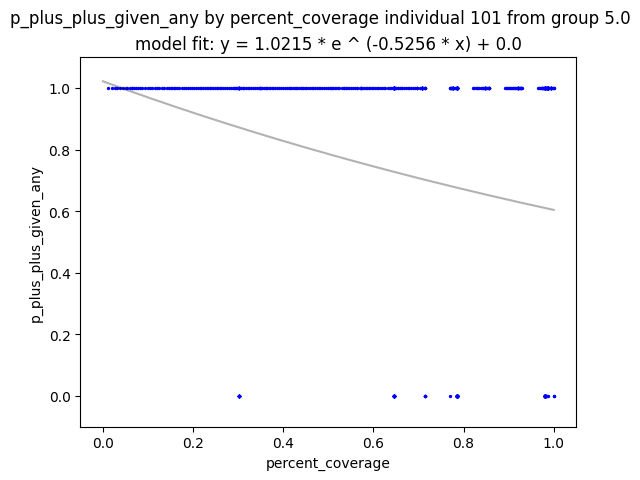 p_plus_plus_given_any by percent_coverage individual 101 from group 5.0
model fit: y = 1.0215 * e ^ (-0.5256 * x) + 0.0
1.0
0.8
0.6
0.4
0.2
0.0
p_plus_plus_given_any
0.0 0.2 0.4 0.6 0.8 1.0
percent_coverage